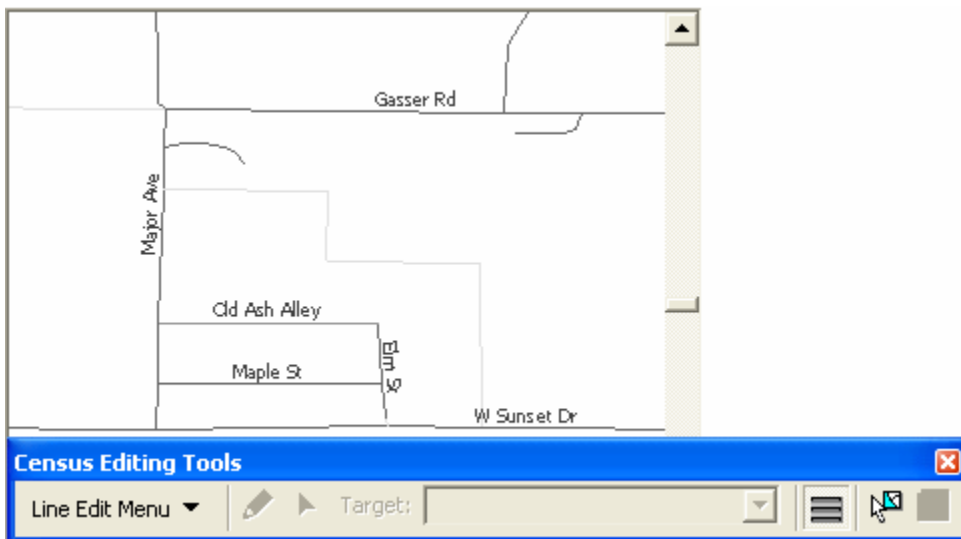 Gasser Rd
Major Ave
Old Ash Alley
Elm St
Maple St
W Sunset Dr
Census Editing Tools
Line Edit Menu
Target: